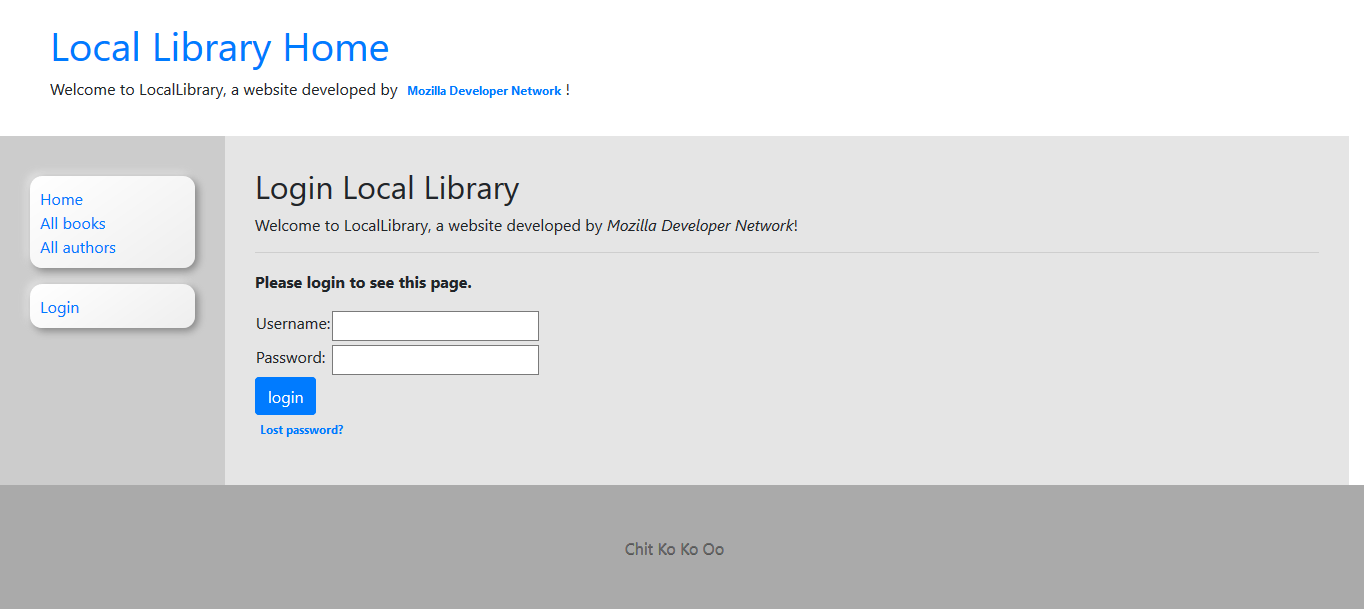 Local Library Home
Welcome to LocalLibrary, a website developed by Mozilla Developer Network !
Home
All books
All authors
Login
Login Local Library
Welcome to LocalLibrary, a website developed by Mozilla Developer Network!
Please login to see this page.
Username:
Password:
login
Lost password?
Chit Ko Ko Oo